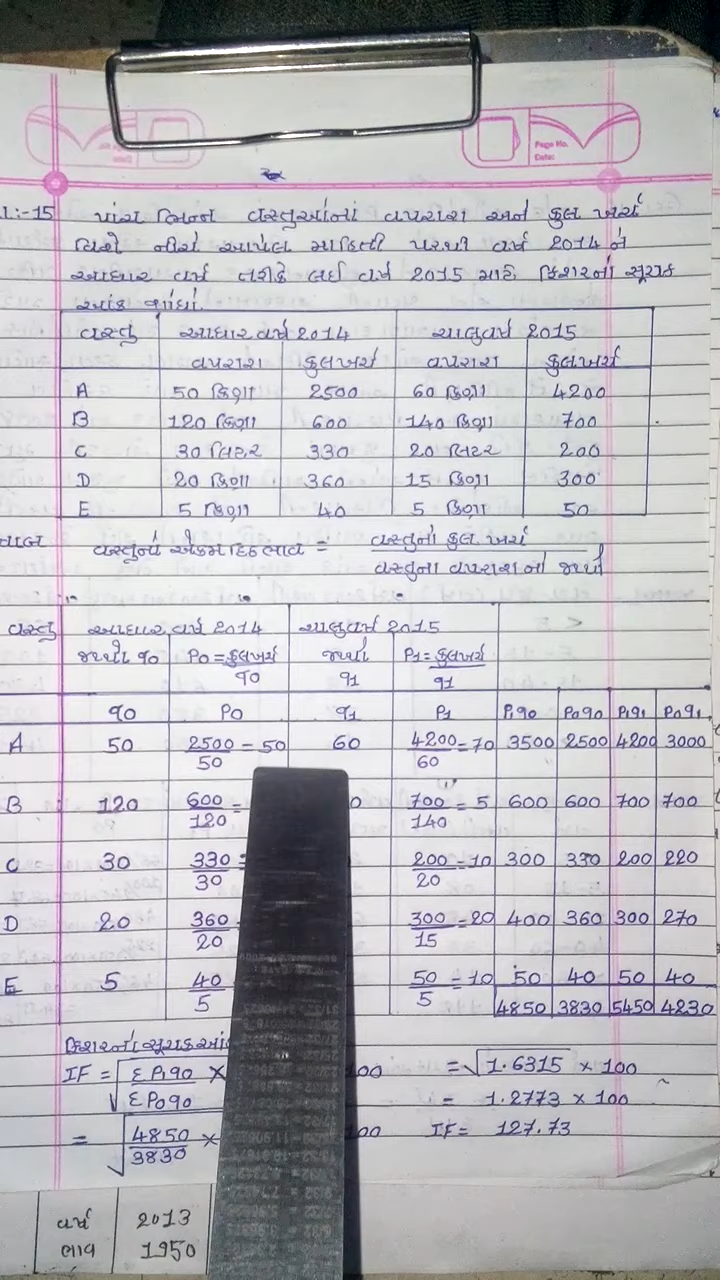 Page No.
Date:
1:-15 પાંચ ભિન્ન વસ્તુઓનાં વપરાશ અને કુલ ખર્ચ
વિશે નીચે આપેલ માહિતી પરથી વર્ષ 2014 ને
આધાર વર્ષ તરીકે લઈ વર્ષ 2015 માટે ફિશરનો સૂચક
આંક શોધો.
વસ્તુ આધાર વર્ષ 2014 ચાલુવર્ષ 2015
વપરાશ કુલખર્ચ વપરાશ કુલખર્ચ
A 50 કિગ્રા 2500 60 કિગ્રા 4200
B 120 કિગ્રા 600 140 કિગ્રા 700
C 30 લિટર 330 20 લિટર 200
D 20 કિગ્રા 360 15 કિગ્રા 300
E 5 કિગ્રા 40 5 કિગ્રા 50
વસ્તુનો એકમ દિઠ ભાવ = વસ્તુનો કુલ ખર્ચ
વસ્તુના વપરાશનો જથ્થો
વસ્તુ આધાર વર્ષ 2014 ચાલુવર્ષ 2015
જથ્થો q0 P0 = કુલખર્ચ/q0 જથ્થો q1 P1 = કુલખર્ચ/q1
q0 P0 q1 P1 P1q0 P0q0 P1q1 P0q1
A 50 2500/50 = 50 60 4200/60 = 70 3500 2500 4200 3000
B 120 600/120 = 0 700/140 = 5 600 600 700 700
C 30 330/30 = 200/20 = 10 300 330 200 220
D 20 360/20 300/15 = 20 400 360 300 270
E 5 40/5 50/5 = 10 50 40 50 40
4850 3830 5450 4230
ફિશરનો સૂચકઆં
IF = √ΣP1q0/ΣP0q0 × 100 = √1.6315 × 100
= 1.2773 × 100
= √4850/3830 × 100 IF = 127.73
વર્ષ 2013
ભાવ 1950